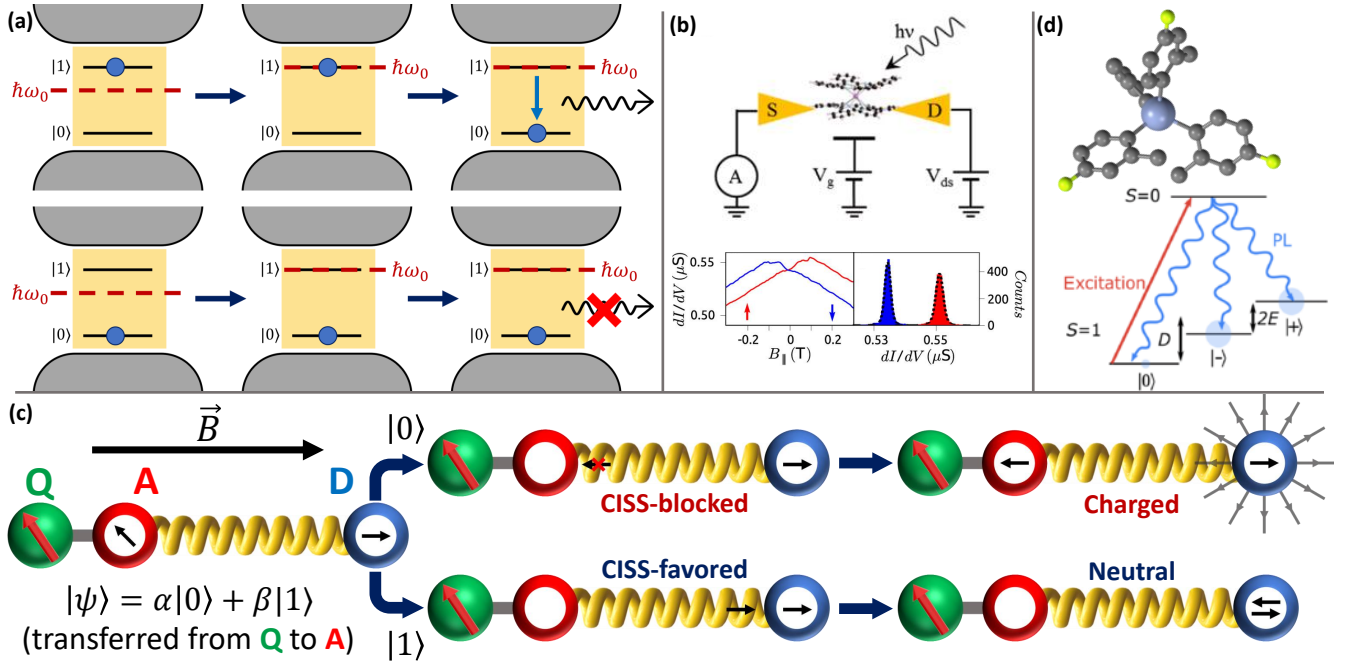 (a)
|1⟩
ħω₀
|0⟩
|1⟩
ħω₀
|0⟩
|1⟩
ħω₀
|0⟩
|1⟩
ħω₀
|0⟩
|1⟩
ħω₀
|0⟩
|1⟩
ħω₀
|0⟩
(b)
hν
S
D
A
V_g
V_ds
0.55
0.50
dI/dV (μS)
-0.2
0
0.2
B_∥ (T)
400
200
0
Counts
0.53
0.55
dI/dV (μS)
(d)
S=0
PL
Excitation
S=1
D
2E
|0⟩
|−⟩
|+⟩
(c)
B⃗
Q
A
D
|ψ⟩ = α|0⟩ + β|1⟩
(transferred from Q to A)
|0⟩
CISS-blocked
Charged
|1⟩
CISS-favored
Neutral